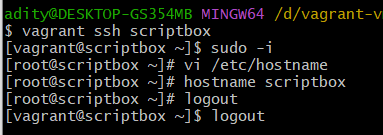 adity@DESKTOP-GS354MB MINGW64 /d/vagrant-v
$ vagrant ssh scriptbox
[vagrant@scriptbox ~]$ sudo -i
[root@scriptbox ~]# vi /etc/hostname
[root@scriptbox ~]# hostname scriptbox
[root@scriptbox ~]# logout
[vagrant@scriptbox ~]$ logout